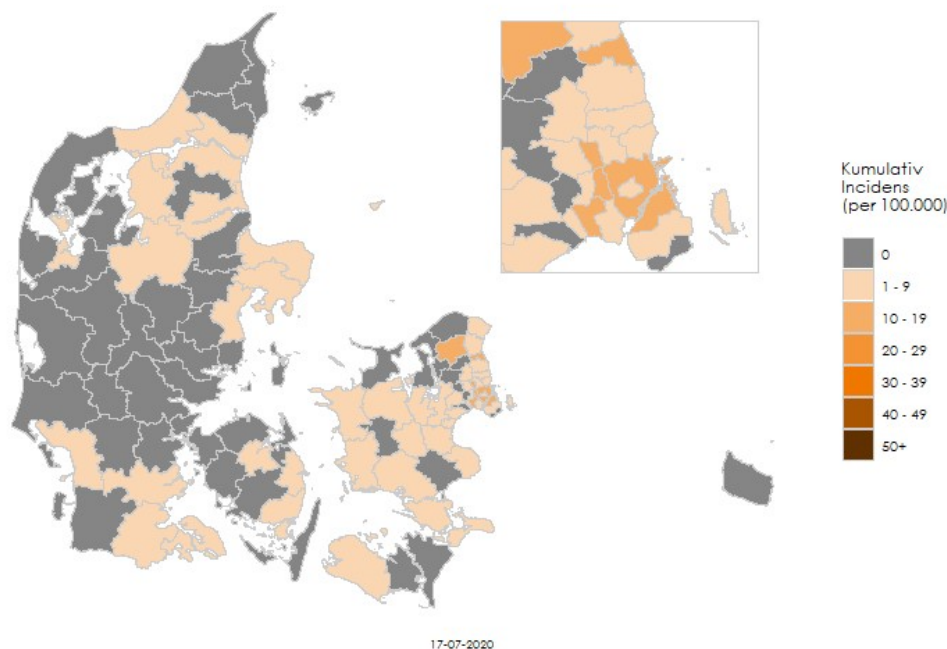 Kumulativ
Incidens
(per 100.000)
0
1 - 9
10 - 19
20 - 29
30 - 39
40 - 49
50+
17-07-2020